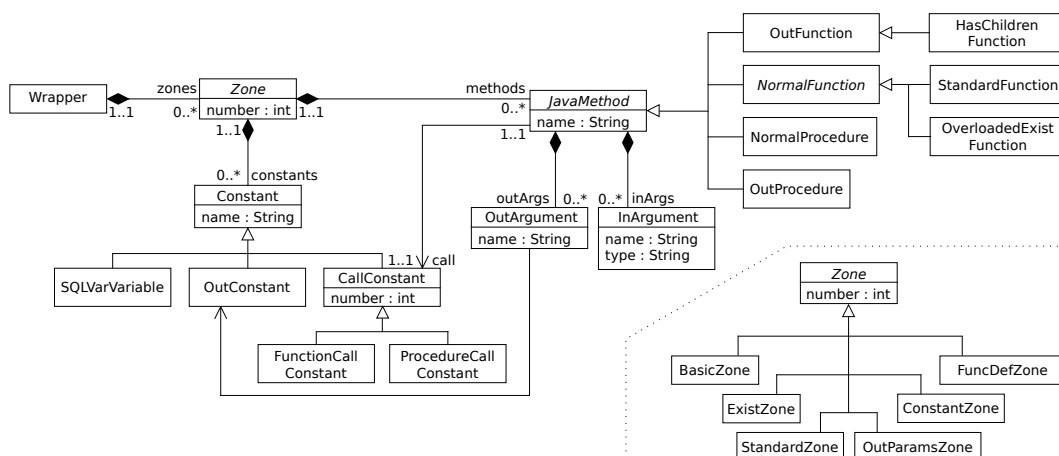 OutFunction
HasChildren
Function
Wrapper
zones
1..1
0..*
Zone
number : int
1..1
1..1
methods
0..*
1..1
JavaMethod
name : String
NormalFunction
StandardFunction
NormalProcedure
OverloadedExist
Function
OutProcedure
0..*
constants
Constant
name : String
outArgs
0..*
0..*
inArgs
OutArgument
name : String
InArgument
name : String
type : String
1..1
call
SQLVarVariable
OutConstant
CallConstant
number : int
FunctionCall
Constant
ProcedureCall
Constant
Zone
number : int
BasicZone
FuncDefZone
ExistZone
ConstantZone
StandardZone
OutParamsZone